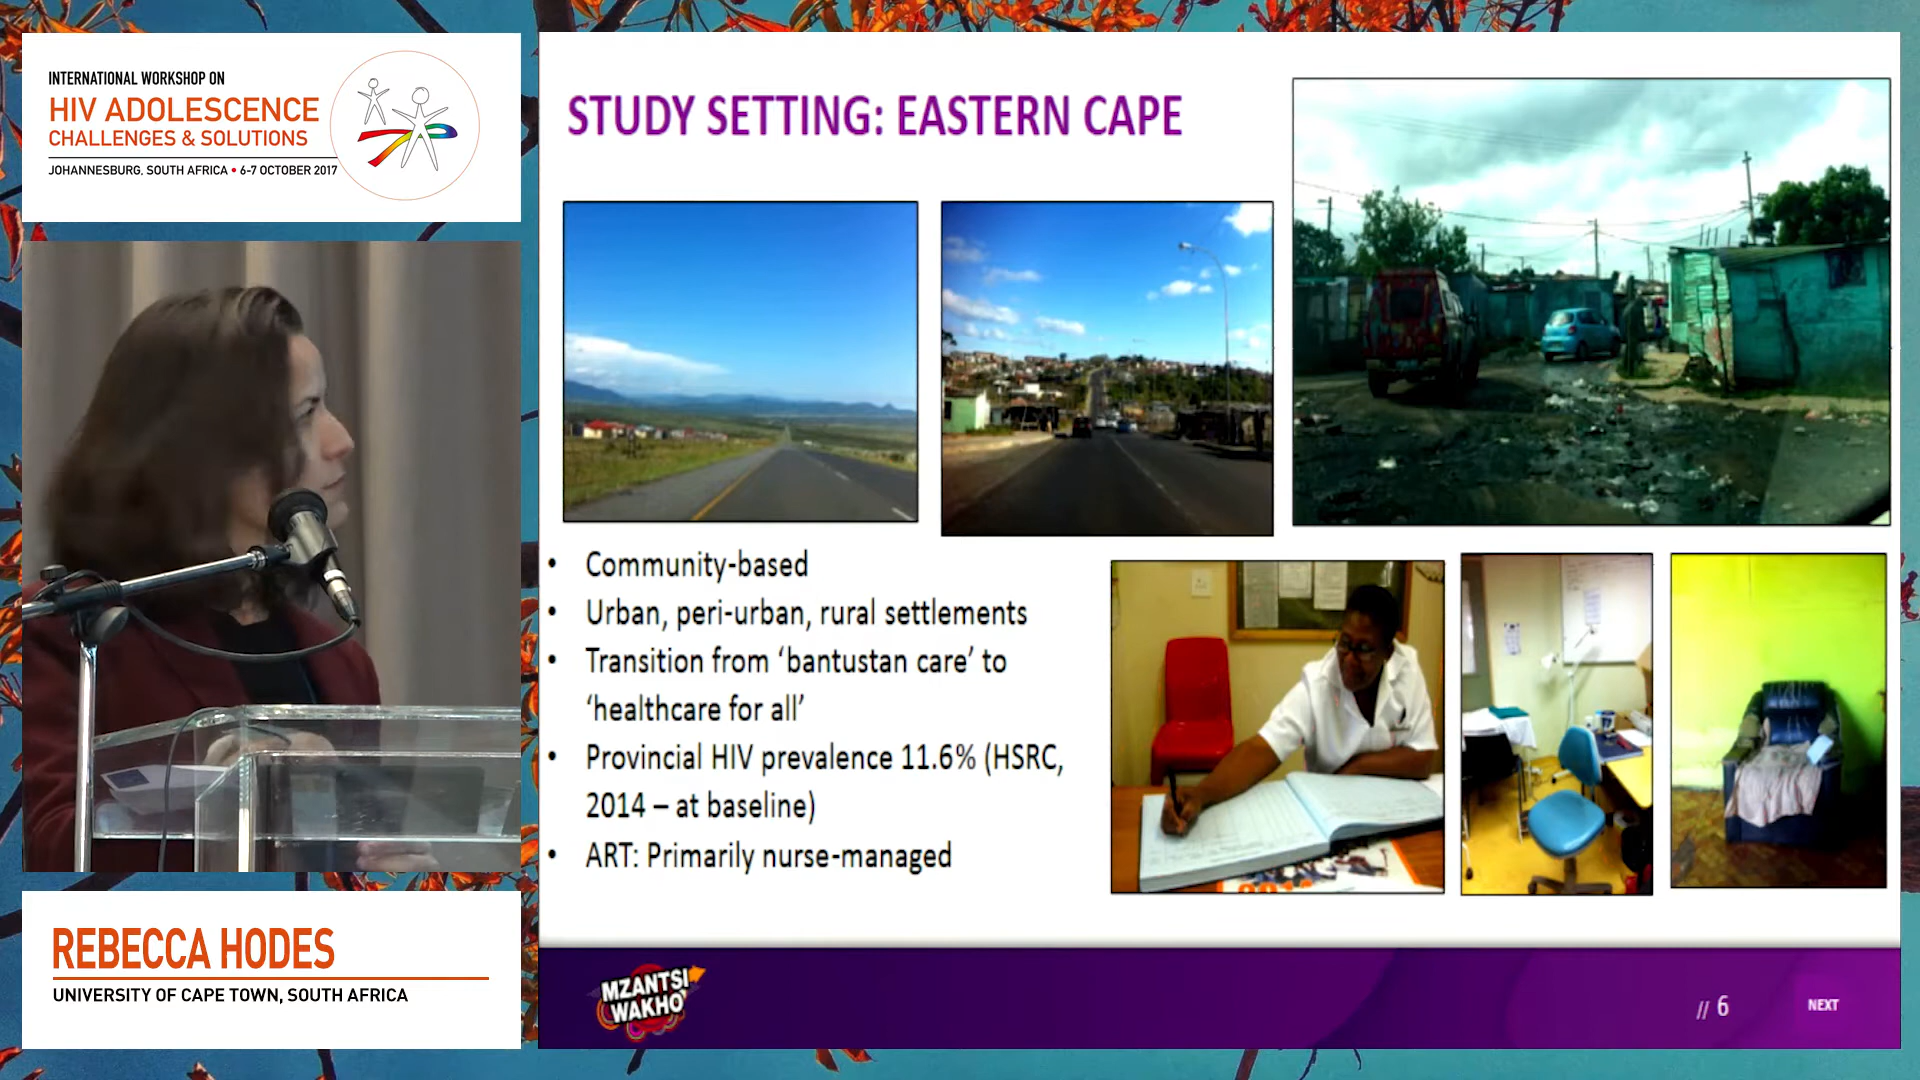 INTERNATIONAL WORKSHOP ON
HIV ADOLESCENCE
CHALLENGES & SOLUTIONS
JOHANNESBURG, SOUTH AFRICA • 6-7 OCTOBER 2017
REBECCA HODES
UNIVERSITY OF CAPE TOWN, SOUTH AFRICA
STUDY SETTING: EASTERN CAPE
• Community-based
• Urban, peri-urban, rural settlements
• Transition from ‘bantustan care’ to
‘healthcare for all’
• Provincial HIV prevalence 11.6% (HSRC,
2014 – at baseline)
• ART: Primarily nurse-managed
MZANTSI
WAKHO
// 6
NEXT